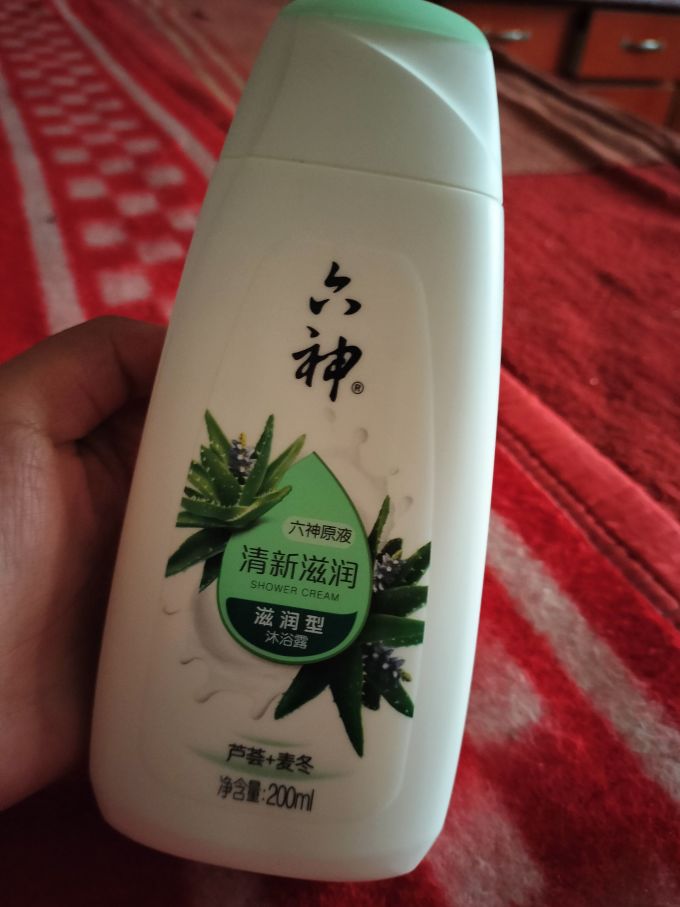 六神®
六神原液
清新滋润
SHOWER CREAM
滋润型
沐浴露
芦荟+麦冬
净含量:200ml